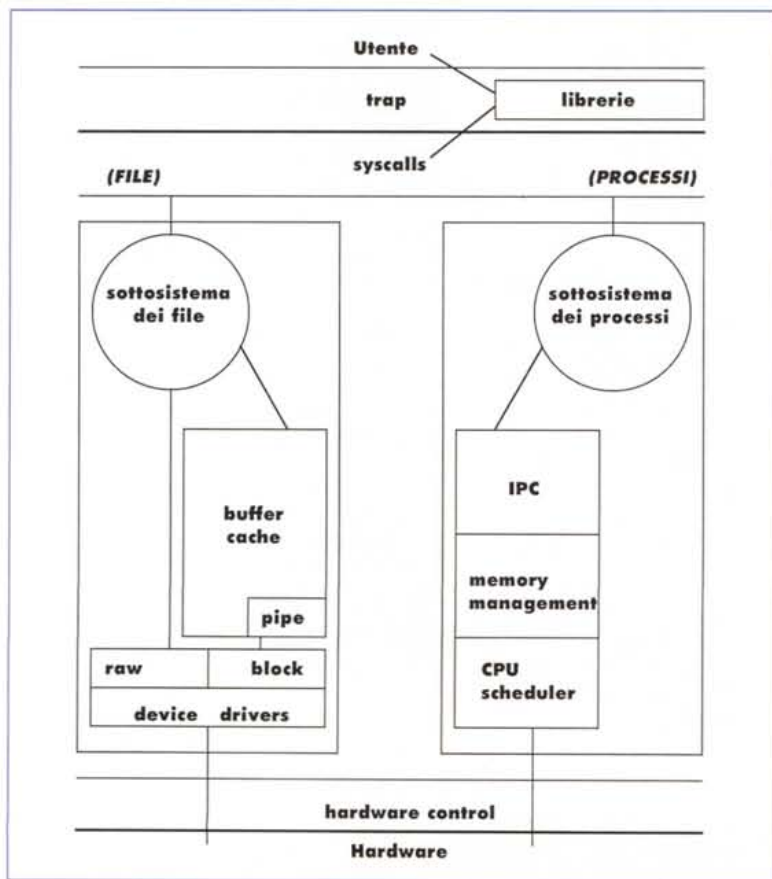 Utente
trap
librerie
syscalls
(FILE)
(PROCESSI)
sottosistema
dei file
sottosistema
dei processi
buffer
cache
pipe
raw
block
device drivers
IPC
memory
management
CPU
scheduler
hardware control
Hardware